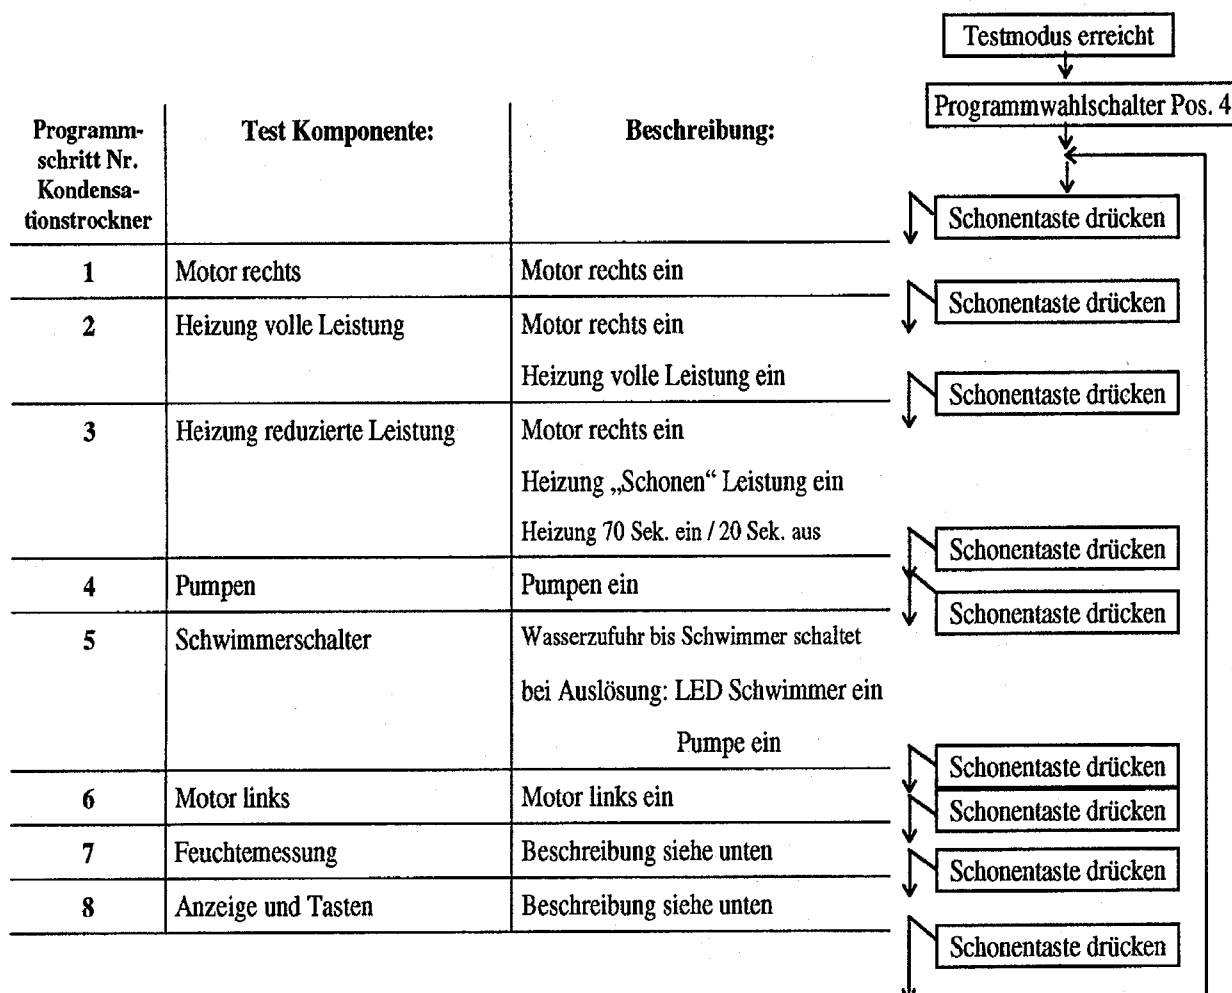 Testmodus erreicht
Programmwahlschalter Pos. 4
Programm-
schritt Nr.
Kondensa-
tionstrockner
Test Komponente:
Beschreibung:
Schonentaste drücken
1
Motor rechts
Motor rechts ein
Schonentaste drücken
2
Heizung volle Leistung
Motor rechts ein
Heizung volle Leistung ein
Schonentaste drücken
3
Heizung reduzierte Leistung
Motor rechts ein
Heizung „Schonen“ Leistung ein
Heizung 70 Sek. ein / 20 Sek. aus
Schonentaste drücken
4
Pumpen
Pumpen ein
Schonentaste drücken
5
Schwimmerschalter
Wasserzufuhr bis Schwimmer schaltet
bei Auslösung: LED Schwimmer ein
Pumpe ein
Schonentaste drücken
6
Motor links
Motor links ein
Schonentaste drücken
7
Feuchtemessung
Beschreibung siehe unten
Schonentaste drücken
8
Anzeige und Tasten
Beschreibung siehe unten
Schonentaste drücken